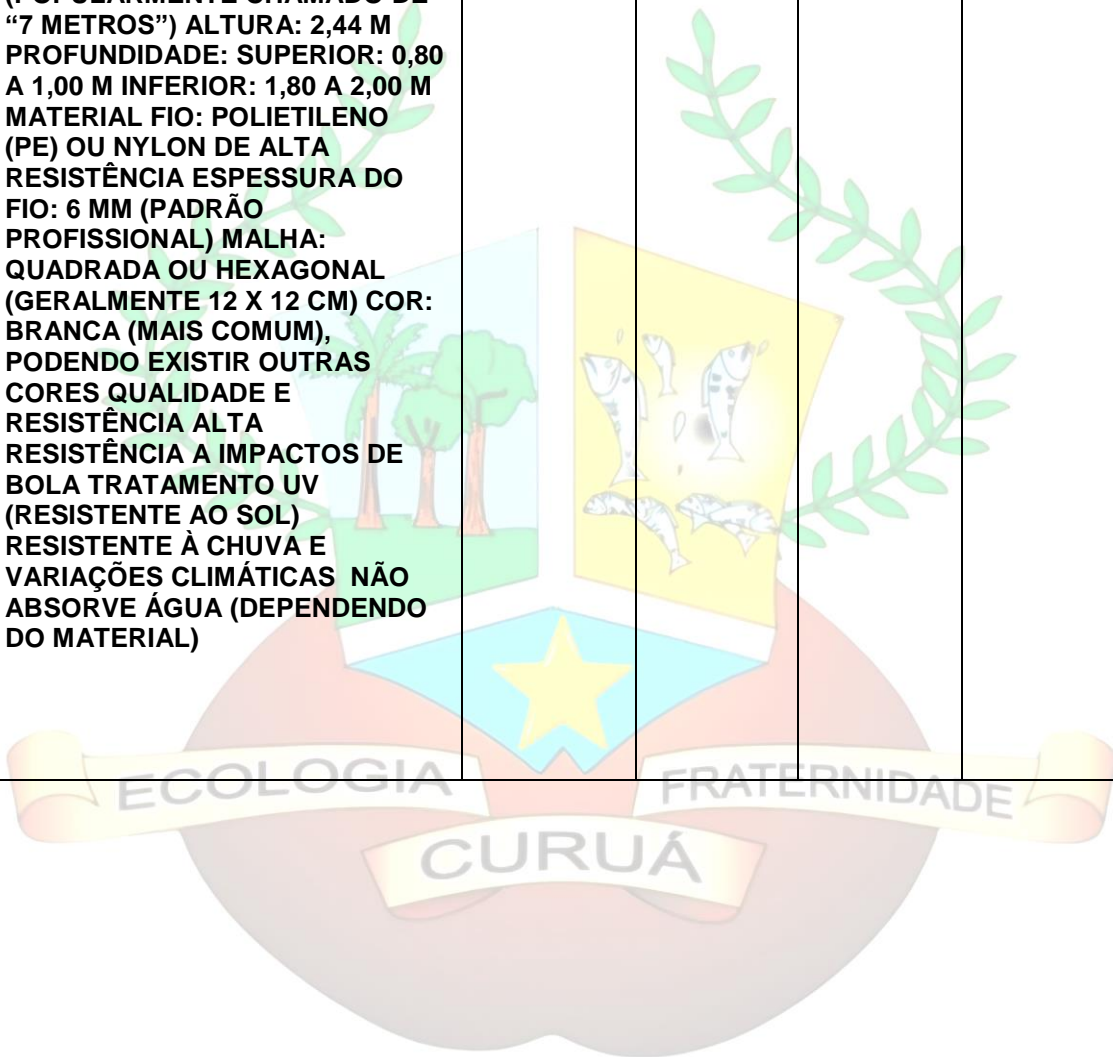 (POPULARMENTE CHAMADO DE
“7 METROS”) ALTURA: 2,44 M
PROFUNDIDADE: SUPERIOR: 0,80
A 1,00 M INFERIOR: 1,80 A 2,00 M
MATERIAL FIO: POLIETILENO
(PE) OU NYLON DE ALTA
RESISTÊNCIA ESPESSURA DO
FIO: 6 MM (PADRÃO
PROFISSIONAL) MALHA:
QUADRADA OU HEXAGONAL
(GERALMENTE 12 X 12 CM) COR:
BRANCA (MAIS COMUM),
PODENDO EXISTIR OUTRAS
CORES QUALIDADE E
RESISTÊNCIA ALTA
RESISTÊNCIA A IMPACTOS DE
BOLA TRATAMENTO UV
(RESISTENTE AO SOL)
RESISTENTE À CHUVA E
VARIAÇÕES CLIMÁTICAS NÃO
ABSORVE ÁGUA (DEPENDENDO
DO MATERIAL)
ECOLOGIA
FRATERNIDADE
CURUÁ